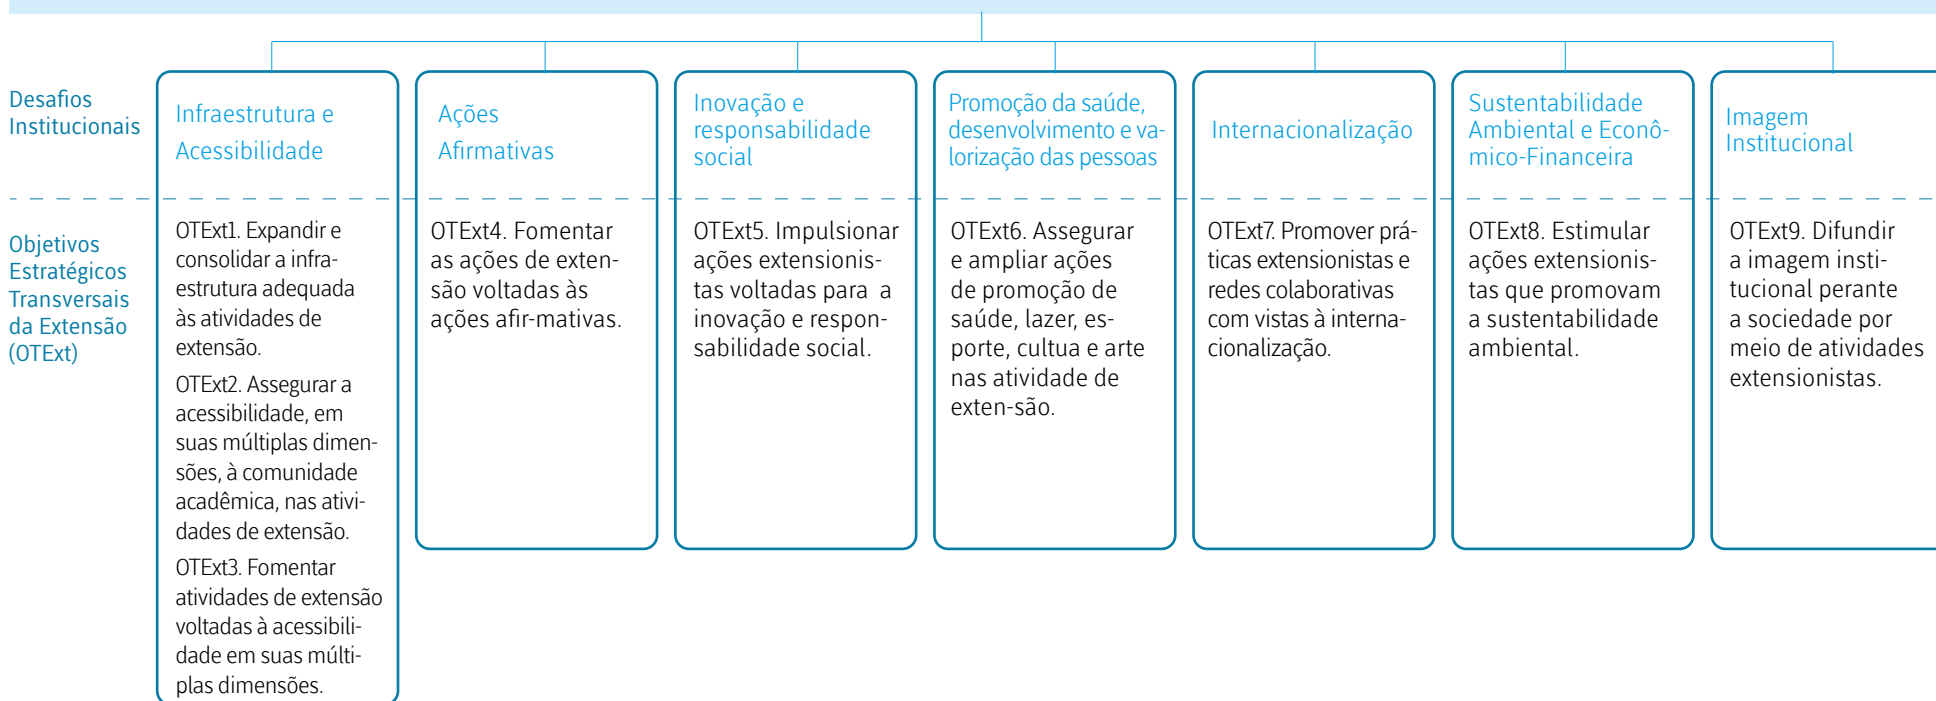 Desafios
Institucionais
Infraestrutura e
Acessibilidade
Ações
Afirmativas
Inovação e
responsabilidade
social
Promoção da saúde,
desenvolvimento e va-
lorização das pessoas
Internacionalização
Sustentabilidade
Ambiental e Econô-
mico-Financeira
Imagem
Institucional
Objetivos
Estratégicos
Transversais
da Extensão
(OTExt)
OTExt1. Expandir e
consolidar a infra-
estrutura adequada
às atividades de
extensão.
OTExt2. Assegurar a
acessibilidade, em
suas múltiplas dimen-
sões, à comunidade
acadêmica, nas ativi-
dades de extensão.
OTExt3. Fomentar
atividades de extensão
voltadas à acessibili-
dade em suas múlti-
plas dimensões.
OTExt4. Fomentar
as ações de exten-
são voltadas às
ações afir-mativas.
OTExt5. Impulsionar
ações extensionis-
tas voltadas para  a
inovação e respon-
sabilidade social.
OTExt6. Assegurar
e ampliar ações
de promoção de
saúde, lazer, es-
porte, cultua e arte
nas atividade de
exten-são.
OTExt7. Promover prá-
ticas extensionistas e
redes colaborativas
com vistas à interna-
cionalização.
OTExt8. Estimular
ações extensionis-
tas que promovam
a sustentabilidade
ambiental.
OTExt9. Difundir
a imagem insti-
tucional perante
a sociedade por
meio de atividades
extensionistas.